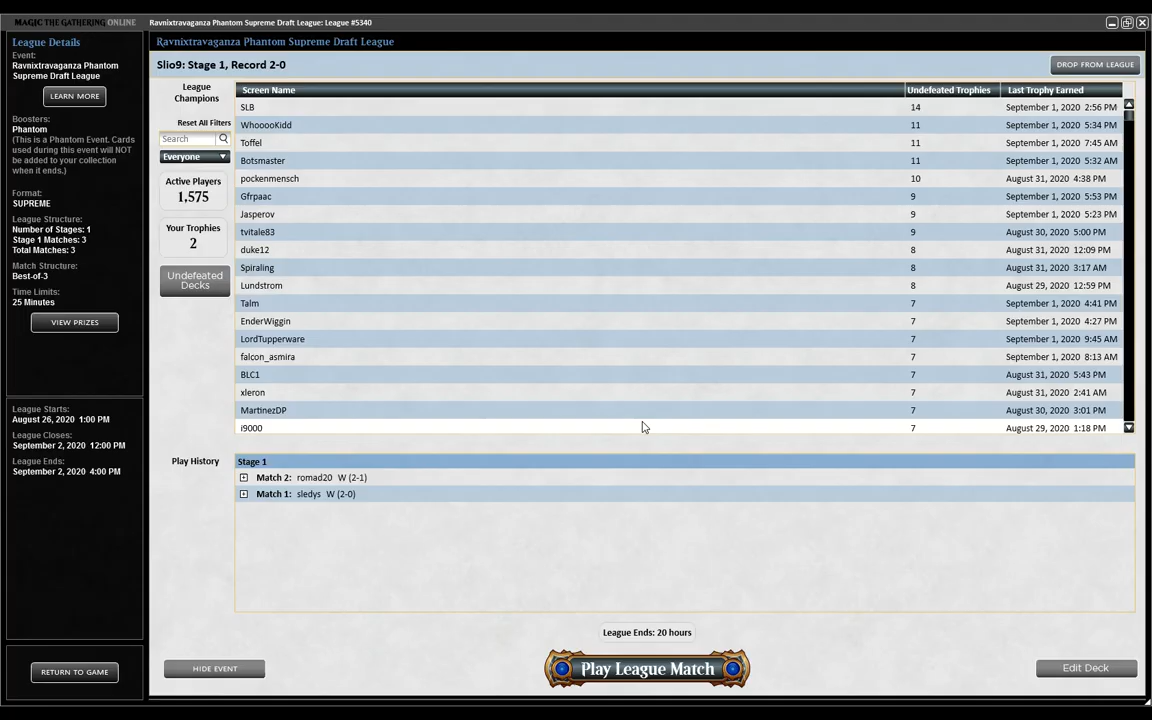 MAGIC THE GATHERING ONLINE
Ravnixtravaganza Phantom Supreme Draft League: League #5340
League Details
Event:
Ravnixtravaganza Phantom
Supreme Draft League
LEARN MORE
Boosters:
Phantom
(This is a Phantom Event. Cards
used during this event will NOT
be added to your collection
when it ends.)
Format:
SUPREME
League Structure:
Number of Stages: 1
Stage 1 Matches: 3
Total Matches: 3
Match Structure:
Best-of-3
Time Limits:
25 Minutes
VIEW PRIZES
League Starts:
August 26, 2020 1:00 PM
League Closes:
September 2, 2020 12:00 PM
League Ends:
September 2, 2020 4:00 PM
RETURN TO GAME
Ravnixtravaganza Phantom Supreme Draft League
Slio9: Stage 1, Record 2-0
DROP FROM LEAGUE
League
Champions
Reset All Filters
Search
Everyone
Active Players
1,575
Your Trophies
2
Undefeated
Decks
Screen Name Undefeated Trophies Last Trophy Earned
SLB 14 September 1, 2020 2:56 PM
WhooooKidd 11 September 1, 2020 5:34 PM
Toffel 11 September 1, 2020 7:45 AM
Botsmaster 11 September 1, 2020 5:32 AM
pockenmensch 10 August 31, 2020 4:38 PM
Gfrpaac 9 September 1, 2020 5:53 PM
Jasperov 9 September 1, 2020 5:23 PM
tvitale83 9 August 30, 2020 5:00 PM
duke12 8 August 31, 2020 12:09 PM
Spiraling 8 August 31, 2020 3:17 AM
Lundstrom 8 August 29, 2020 12:59 PM
Talm 7 September 1, 2020 4:41 PM
EnderWiggin 7 September 1, 2020 4:27 PM
LordTupperware 7 September 1, 2020 9:45 AM
falcon_asmira 7 September 1, 2020 8:13 AM
BLC1 7 August 31, 2020 5:43 PM
xleron 7 August 31, 2020 2:41 AM
MartinezDP 7 August 30, 2020 3:01 PM
i9000 7 August 29, 2020 1:18 PM
Play History
Stage 1
Match 2: romad20 W (2-1)
Match 1: sledys W (2-0)
League Ends: 20 hours
HIDE EVENT
Play League Match
Edit Deck